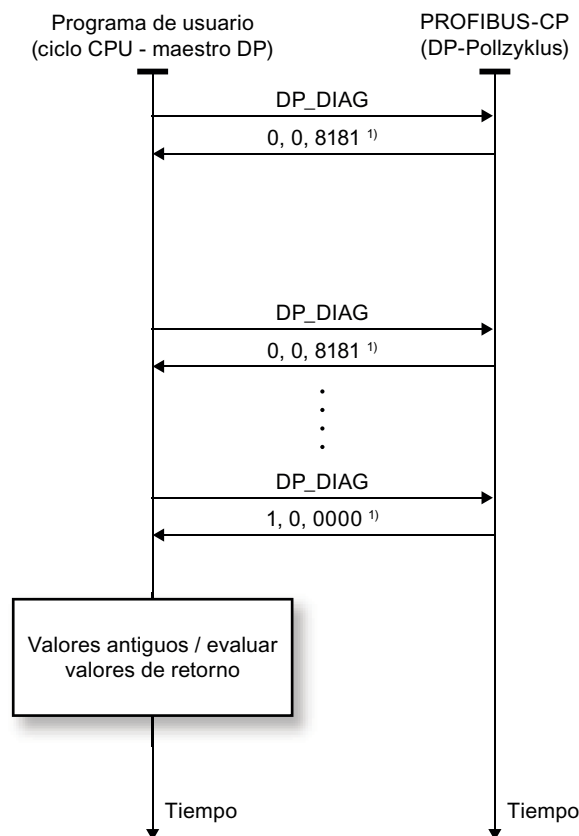 Programa de usuario
(ciclo CPU - maestro DP)
PROFIBUS-CP
(DP-Pollzyklus)
DP_DIAG
0, 0, 8181 1)
DP_DIAG
0, 0, 8181 1)
DP_DIAG
1, 0, 0000 1)
Valores antiguos / evaluar
valores de retorno
Tiempo
Tiempo